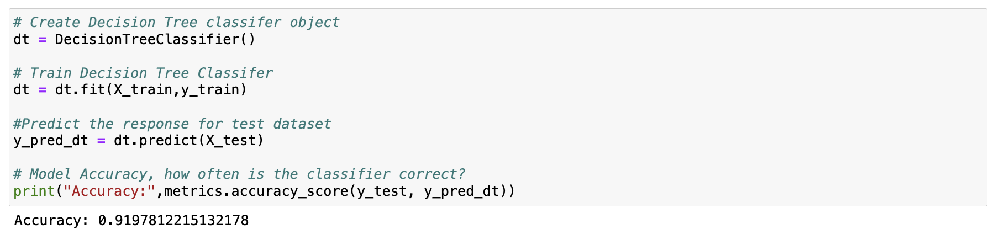 # Create Decision Tree classifer object
dt = DecisionTreeClassifier()
# Train Decision Tree Classifer
dt = dt.fit(X_train,y_train)
#Predict the response for test dataset
y_pred_dt = dt.predict(X_test)
# Model Accuracy, how often is the classifier correct?
print("Accuracy:",metrics.accuracy_score(y_test, y_pred_dt))
Accuracy: 0.9197812215132178